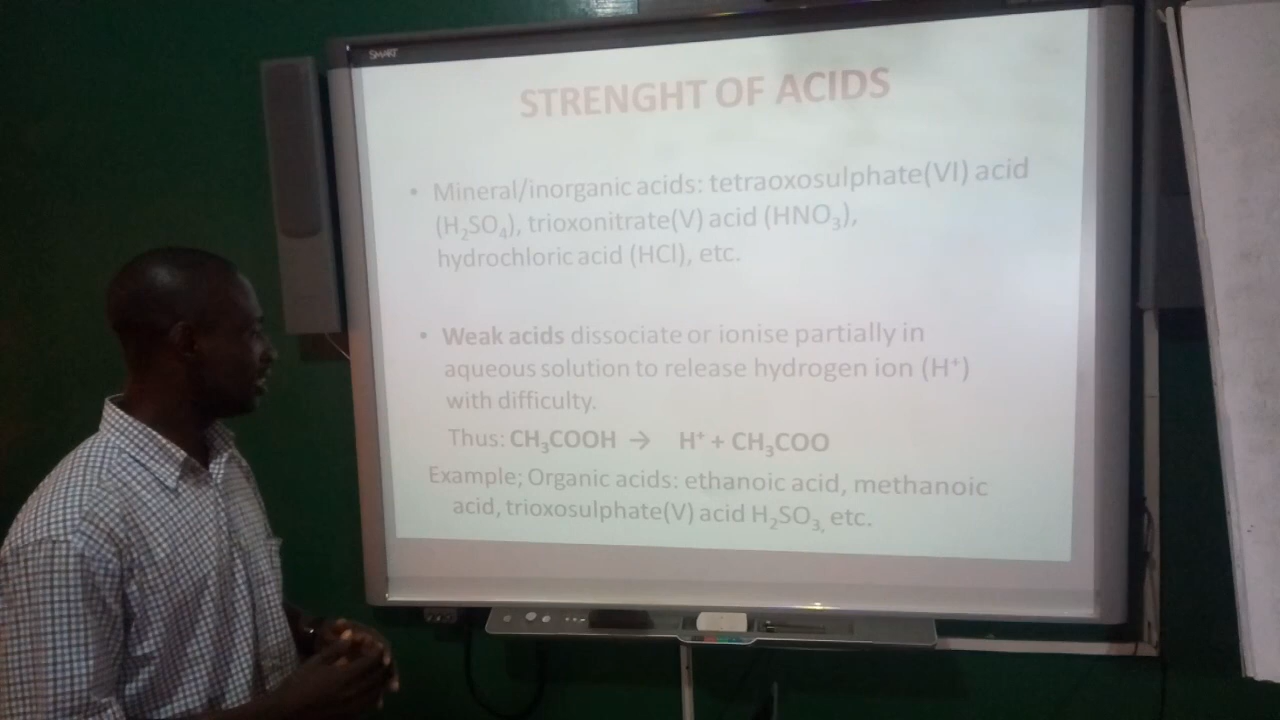 SMART
STRENGHT OF ACIDS
• Mineral/inorganic acids: tetraoxosulphate(VI) acid
(H₂SO₄), trioxonitrate(V) acid (HNO₃),
hydrochloric acid (HCl), etc.
• Weak acids dissociate or ionise partially in
aqueous solution to release hydrogen ion (H⁺)
with difficulty.
Thus: CH₃COOH → H⁺ + CH₃COO
Example; Organic acids: ethanoic acid, methanoic
acid, trioxosulphate(V) acid H₂SO₃, etc.